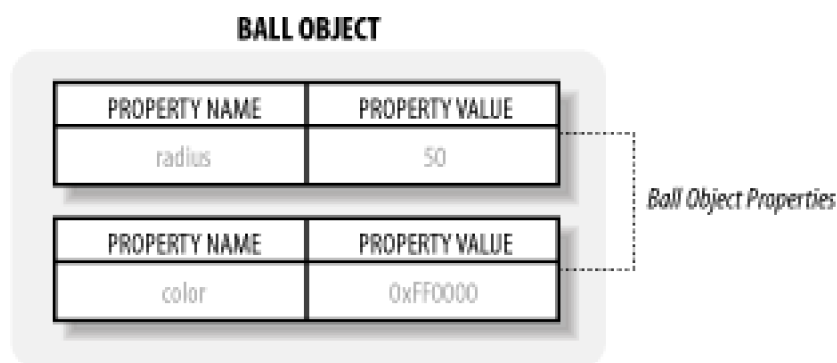 BALL OBJECT
PROPERTY NAME PROPERTY VALUE
radius 50
Ball Object Properties
PROPERTY NAME PROPERTY VALUE
color 0xFF0000